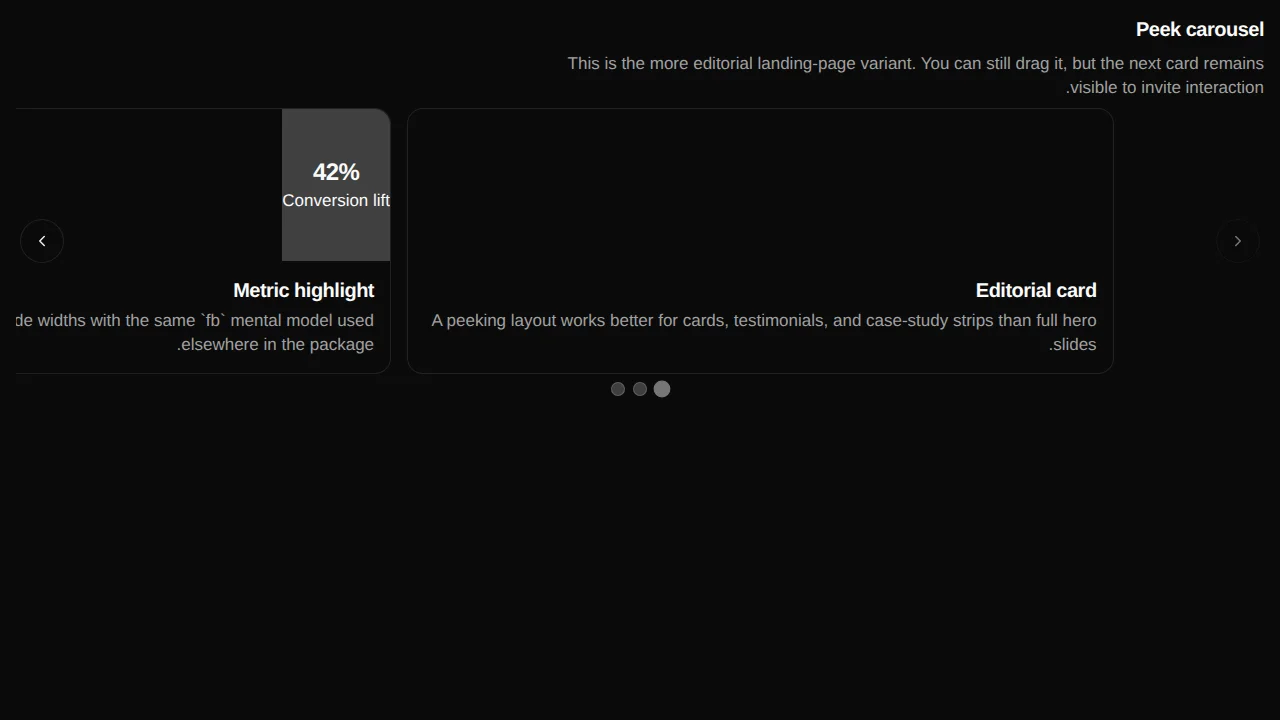 Peek carousel
This is the more editorial landing-page variant. You can still drag it, but the next card remains
.visible to invite interaction
Editorial card
A peeking layout works better for cards, testimonials, and case-study strips than full hero
.slides
42%
Conversion lift
Metric highlight
widths with the same `fb` mental model used
.elsewhere in the package